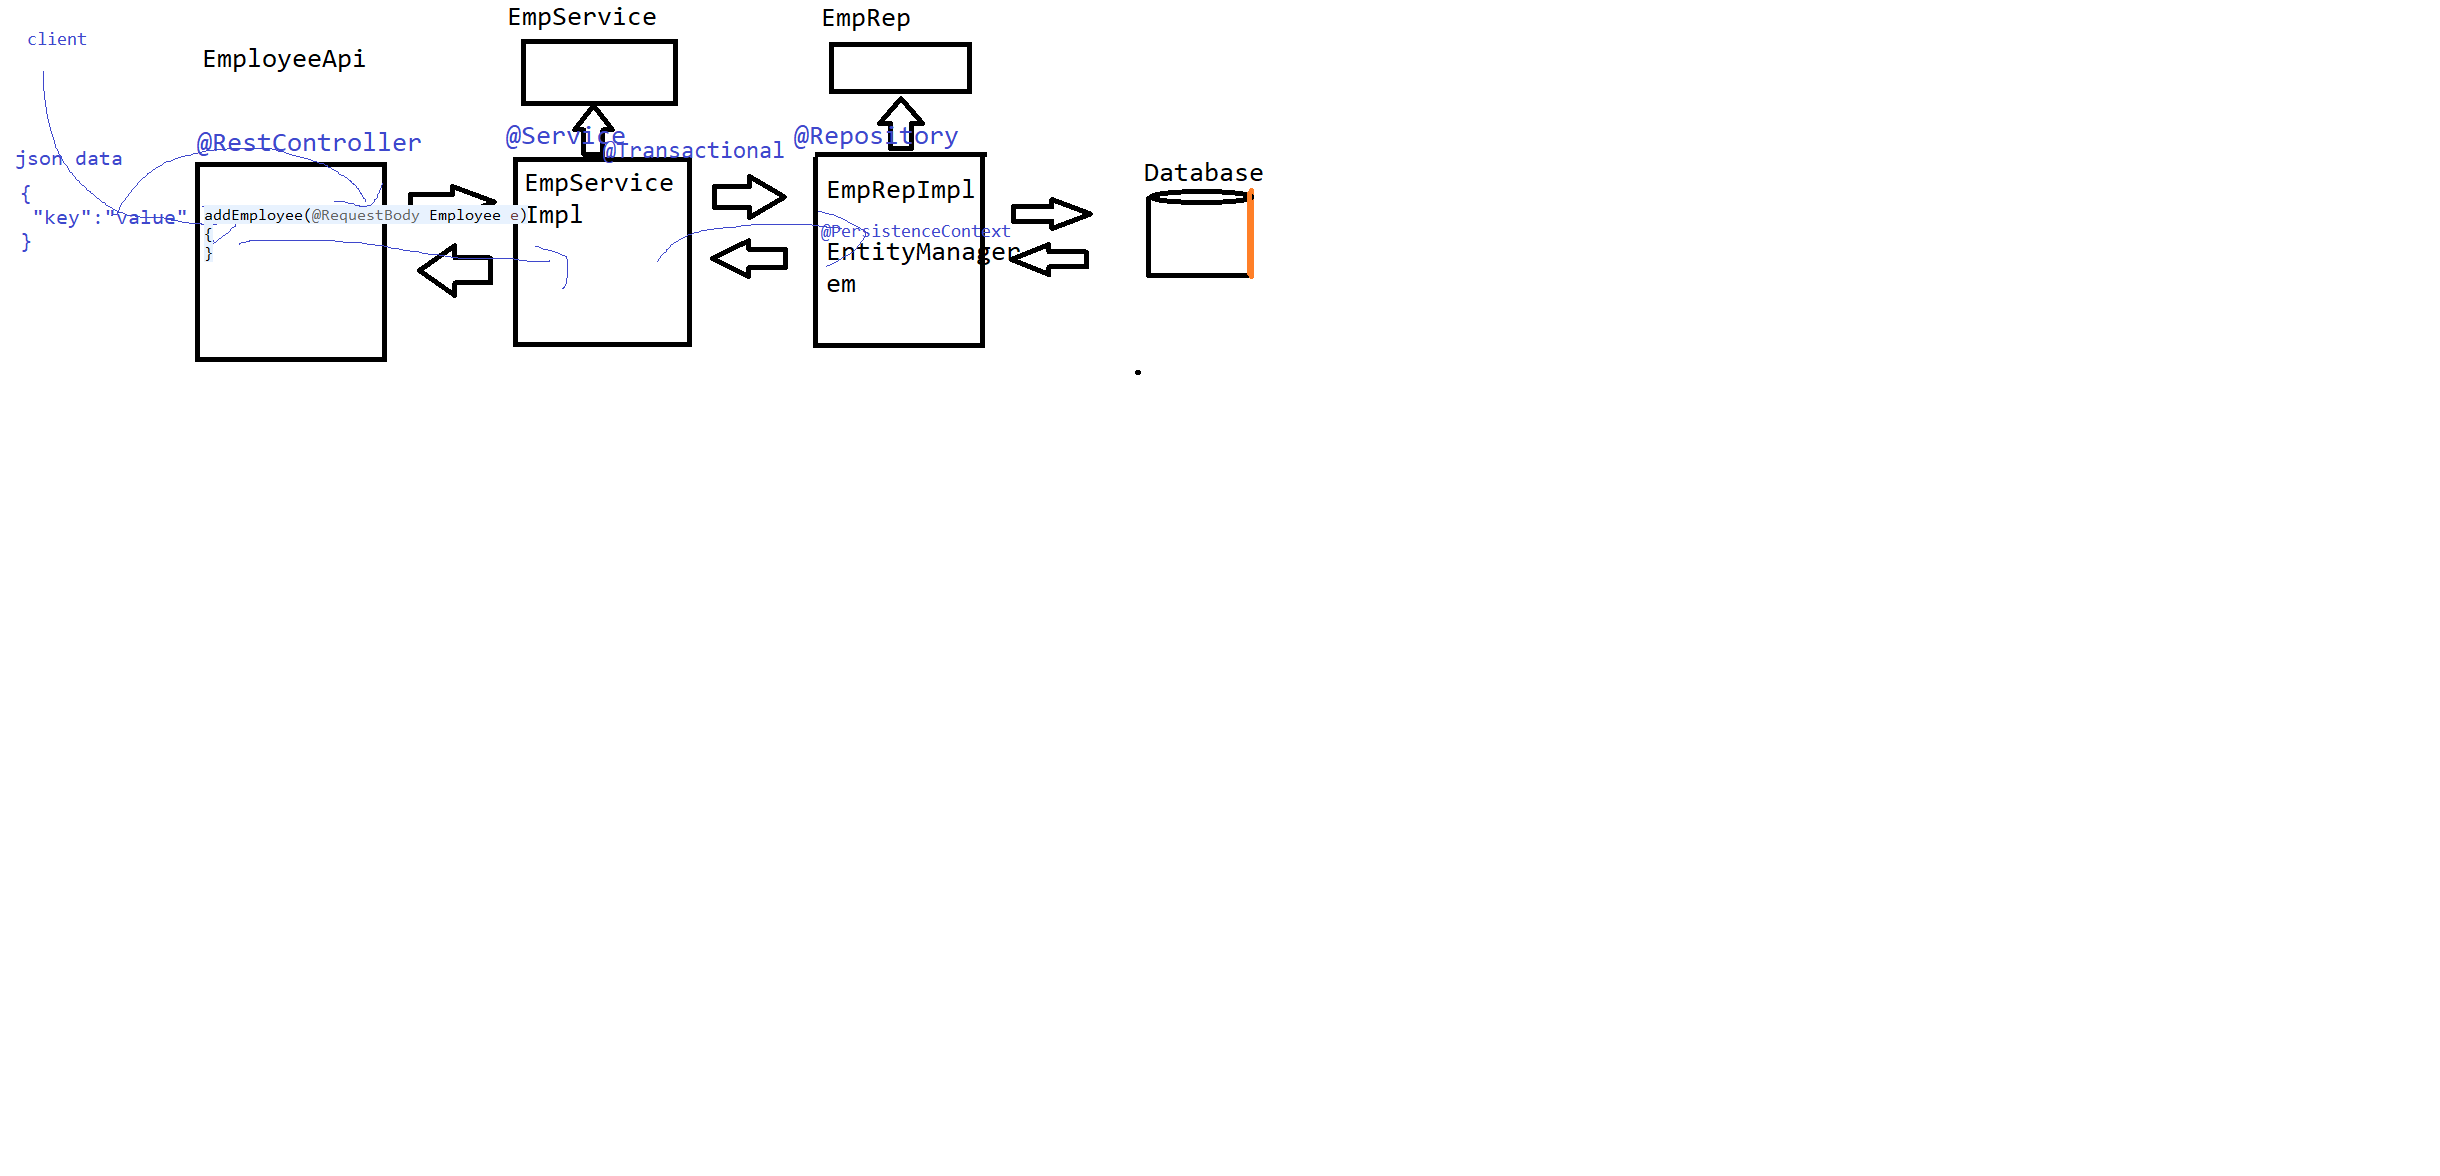 client
json data
{
"key":"value"
}
EmployeeApi
@RestController
addEmployee(@RequestBody Employee e)
{
}
EmpService
@Service
@Transactional
EmpService
Impl
EmpRep
@Repository
EmpRepImpl
@PersistenceContext
EntityManager
em
Database